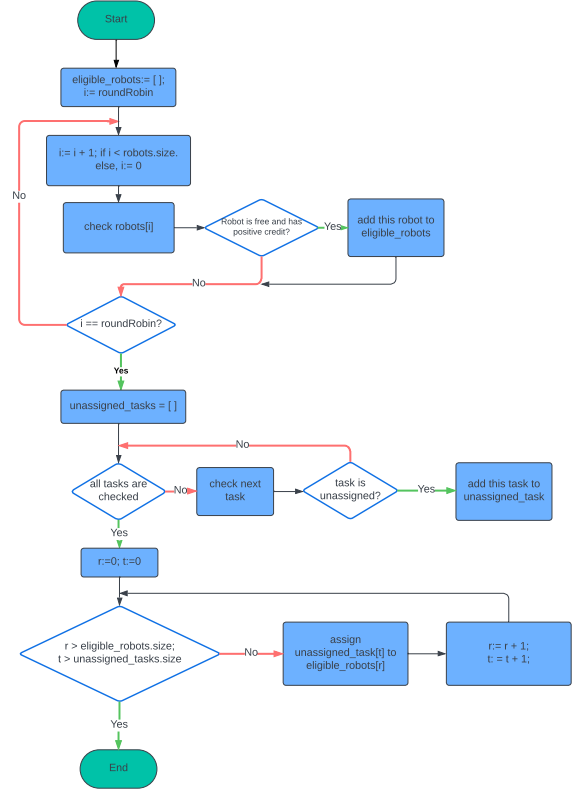 Start
eligible_robots:= [ ];
i:= roundRobin
i:= i + 1; if i < robots.size.
else, i:= 0
No
check robots[i]
Robot is free and has
positive credit?
Yes
add this robot to
eligible_robots
No
i == roundRobin?
Yes
unassigned_tasks = [ ]
No
all tasks are
checked
No
check next
task
task is
unassigned?
Yes
add this task to
unassigned_task
Yes
r:=0; t:=0
r > eligible_robots.size;
t > unassigned_tasks.size
No
assign
unassigned_task[t] to
eligible_robots[r]
r:= r + 1;
t: = t + 1;
Yes
End